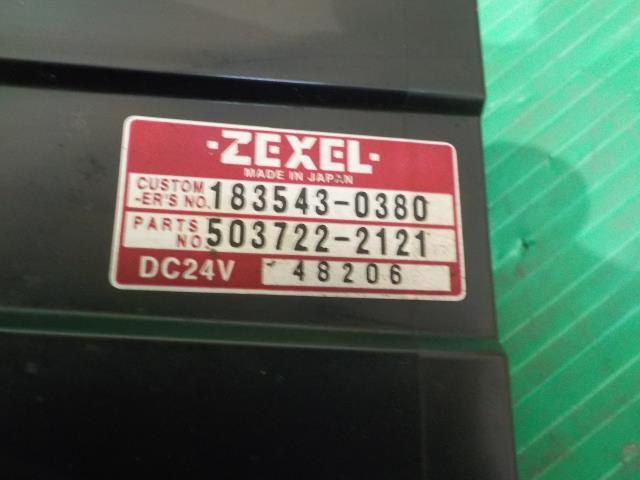 ·ZEXEL·
MADE IN JAPAN
CUSTOM
-ER'S NO. 183543-0380
PARTS
NO. 503722-2121
DC24V 48206